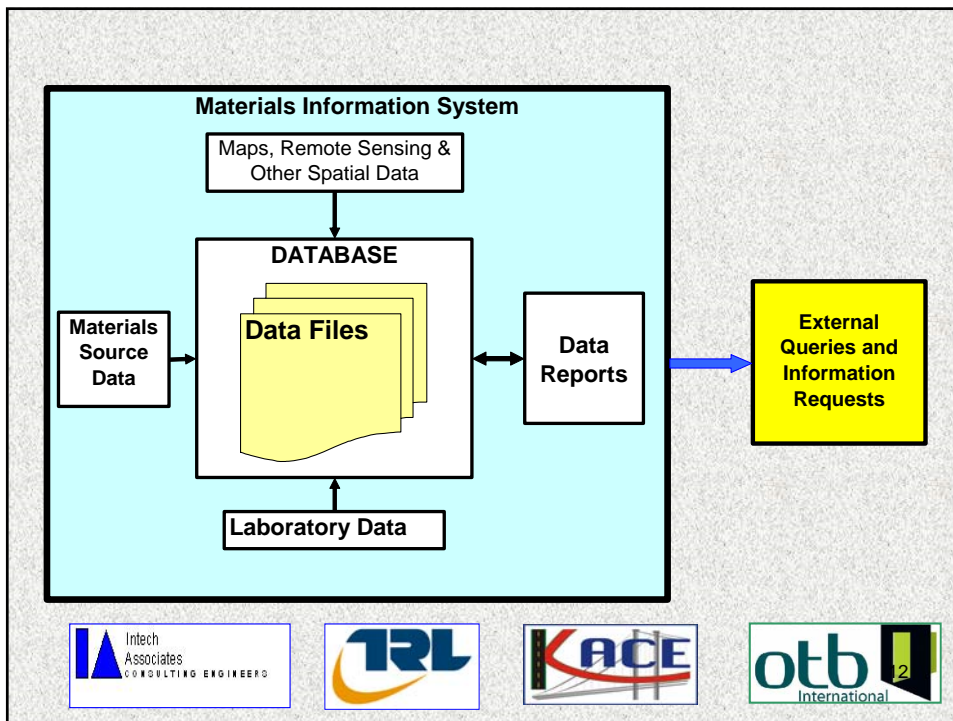 Materials Information System
Maps, Remote Sensing &
Other Spatial Data
DATABASE
Data Files
Materials
Source
Data
Data
Reports
External
Queries and
Information
Requests
Laboratory Data
Intech
Associates
CONSULTING ENGINEERS
TRL
KACE
otb
International
12